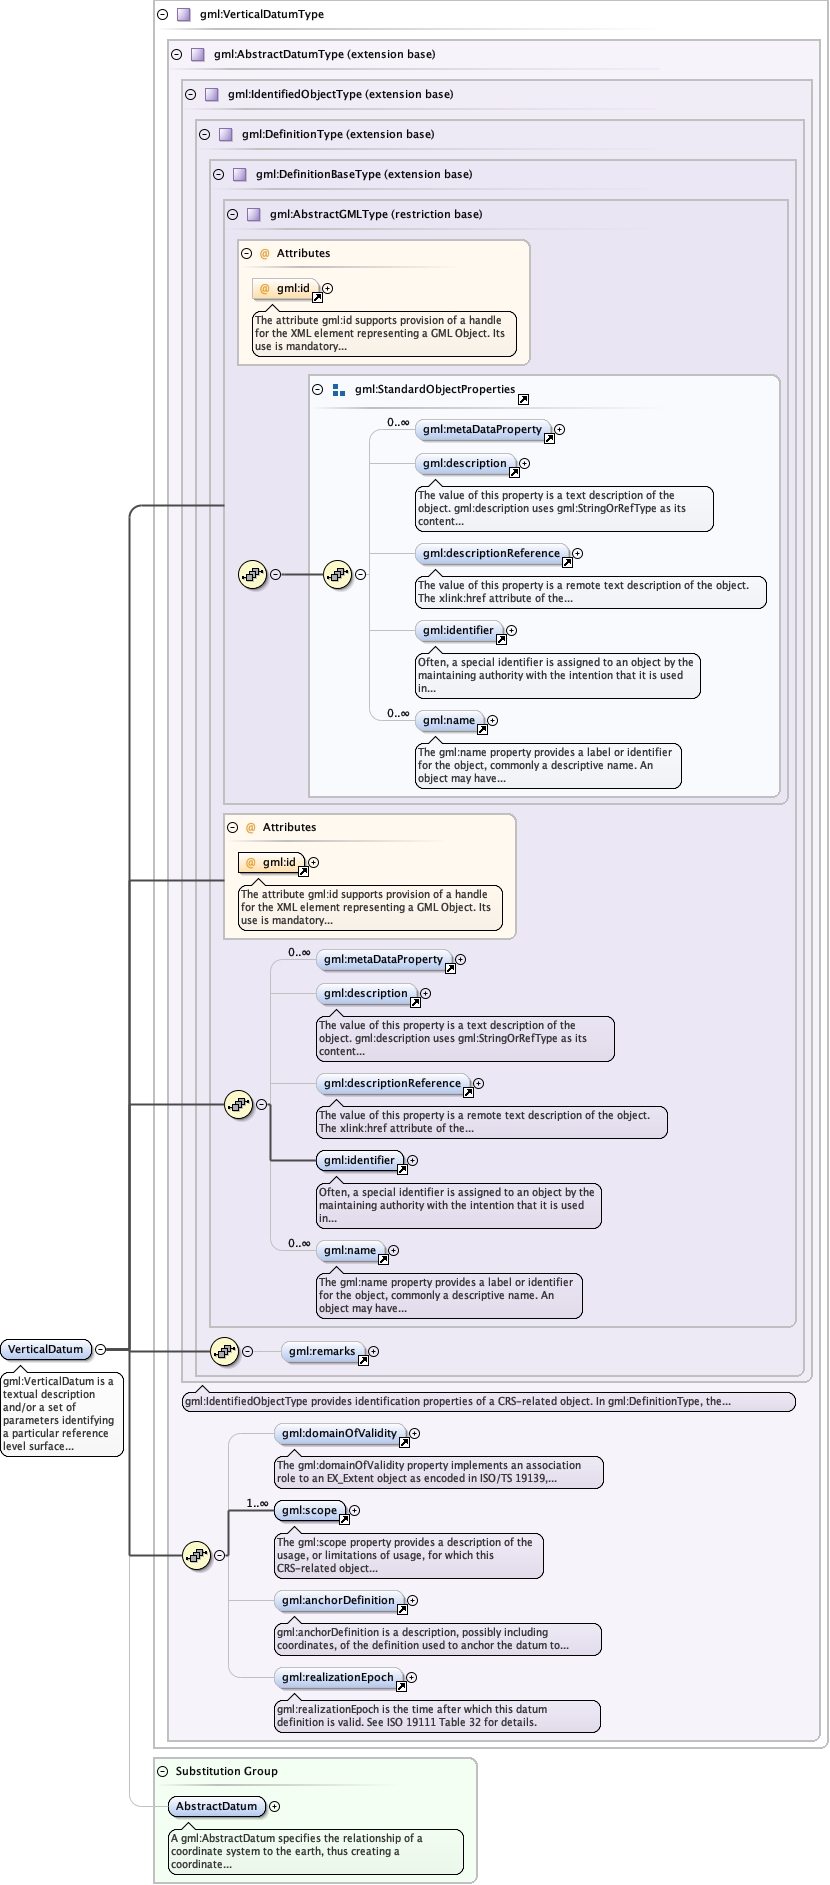 gml:VerticalDatumType
gml:AbstractDatumType (extension base)
gml:IdentifiedObjectType (extension base)
gml:DefinitionType (extension base)
gml:DefinitionBaseType (extension base)
gml:AbstractGMLType (restriction base)
@ Attributes
@ gml:id
The attribute gml:id supports provision of a handle
for the XML element representing a GML Object. Its
use is mandatory...
gml:StandardObjectProperties
0..∞
gml:metaDataProperty
gml:description
The value of this property is a text description of the
object. gml:description uses gml:StringOrRefType as its
content...
gml:descriptionReference
The value of this property is a remote text description of the object.
The xlink:href attribute of the...
gml:identifier
Often, a special identifier is assigned to an object by the
maintaining authority with the intention that it is used
in...
0..∞
gml:name
The gml:name property provides a label or identifier
for the object, commonly a descriptive name. An
object may have...
@ Attributes
@ gml:id
The attribute gml:id supports provision of a handle
for the XML element representing a GML Object. Its
use is mandatory...
0..∞
gml:metaDataProperty
gml:description
The value of this property is a text description of the
object. gml:description uses gml:StringOrRefType as its
content...
gml:descriptionReference
The value of this property is a remote text description of the object.
The xlink:href attribute of the...
gml:identifier
Often, a special identifier is assigned to an object by the
maintaining authority with the intention that it is used
in...
0..∞
gml:name
The gml:name property provides a label or identifier
for the object, commonly a descriptive name. An
object may have...
VerticalDatum
gml:VerticalDatum is a
textual description
and/or a set of
parameters identifying
a particular reference
level surface...
gml:remarks
gml:IdentifiedObjectType provides identification properties of a CRS-related object. In gml:DefinitionType, the...
gml:domainOfValidity
The gml:domainOfValidity property implements an association
role to an EX_Extent object as encoded in ISO/TS 19139,...
1..∞
gml:scope
The gml:scope property provides a description of the
usage, or limitations of usage, for which this
CRS-related object...
gml:anchorDefinition
gml:anchorDefinition is a description, possibly including
coordinates, of the definition used to anchor the datum to...
gml:realizationEpoch
gml:realizationEpoch is the time after which this datum
definition is valid. See ISO 19111 Table 32 for details.
Substitution Group
AbstractDatum
A gml:AbstractDatum specifies the relationship of a
coordinate system to the earth, thus creating a
coordinate...